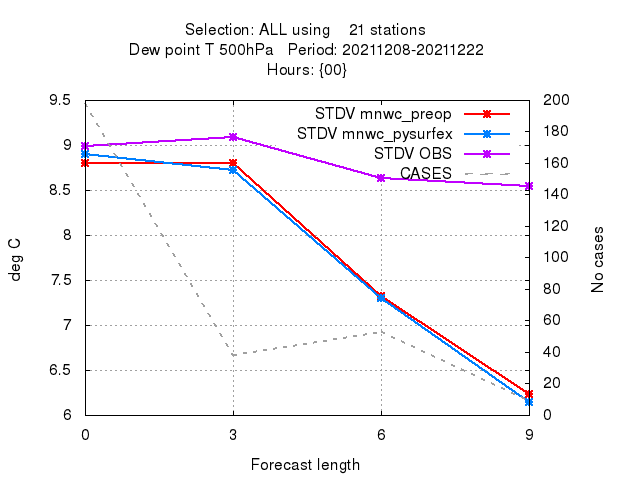 Selection: ALL using    21 stations
Dew point T 500hPa   Period: 20211208-20211222
Hours: {00}
STDV mnwc_preop
STDV mnwc_pysurfex
STDV OBS
CASES
9.5
9
8.5
8
7.5
7
6.5
6
200
180
160
140
120
100
80
60
40
20
0
deg C
No cases
0 3 6 9
Forecast length